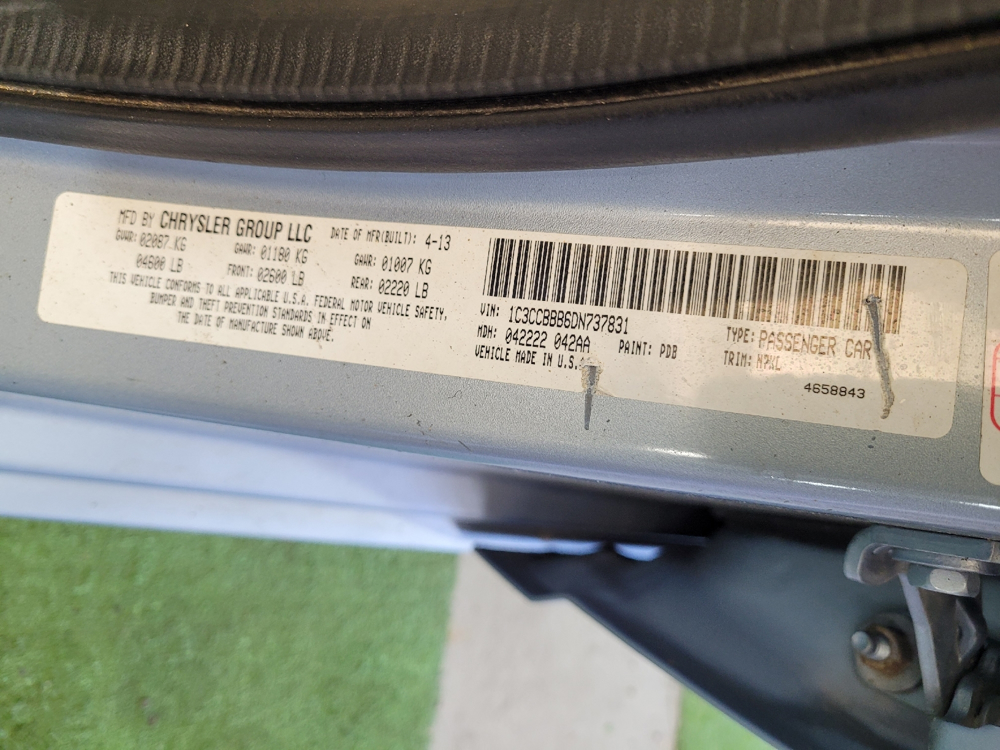 MFD BY CHRYSLER GROUP LLC DATE OF MFR(BUILT): 4-13
GVWR: 02087 KG GAWR: 01180 KG GAWR: 01007 KG
04600 LB FRONT: 02600 LB REAR: 02220 LB
THIS VEHICLE CONFORMS TO ALL APPLICABLE U.S.A. FEDERAL MOTOR VEHICLE SAFETY,
BUMPER AND THEFT PREVENTION STANDARDS IN EFFECT ON
THE DATE OF MANUFACTURE SHOWN ABOVE.
VIN: 1C3CCBBB6DN737831 TYPE: PASSENGER CAR
MDH: 042222 042AA PAINT: PDB TRIM:
VEHICLE MADE IN U.S.
4658843